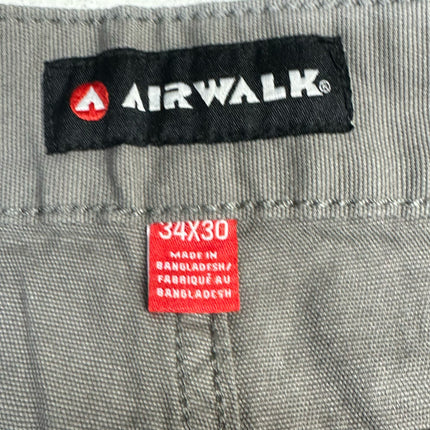 AIRWALK®
34X30
MADE IN
BANGLADESH/
FABRIQUÉ AU
BANGLADESH